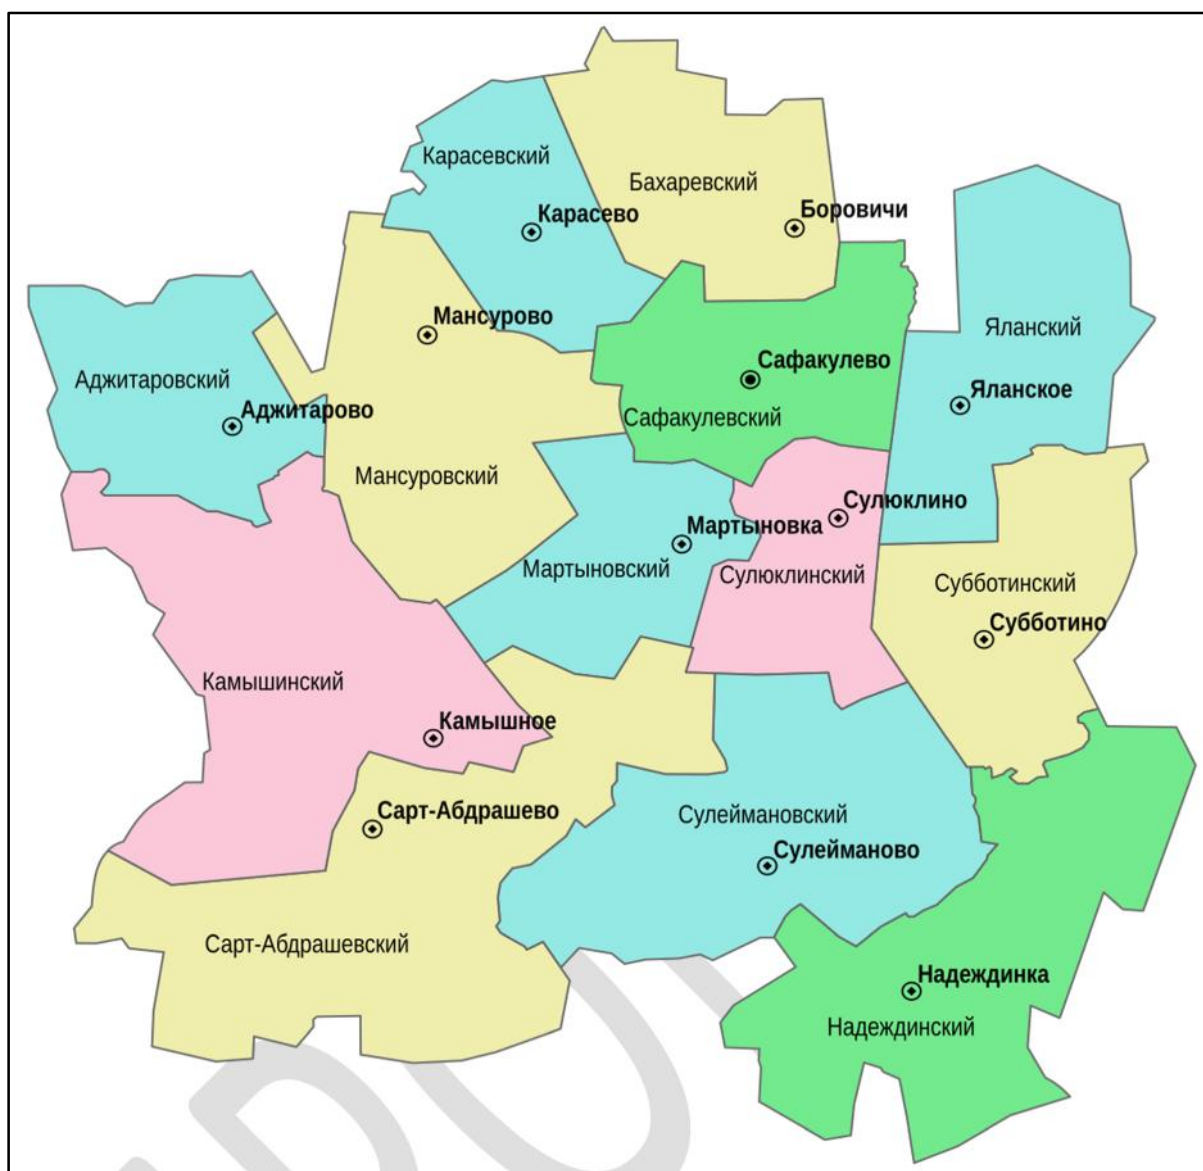 Карасевский
Бахаревский
Карасево
Боровичи
Мансурово
Яланский
Сафакулево
Аджитаровский
Яланское
Аджитарово
Сафакулевский
Мансуровский
Сулюклино
Мартыновка
Мартыновский
Сулюклинский
Субботинский
Субботино
Камышинский
Камышное
Сарт-Абдрашево
Сулеймановский
Сулейманово
Сарт-Абдрашевский
Надеждинка
Надеждинский